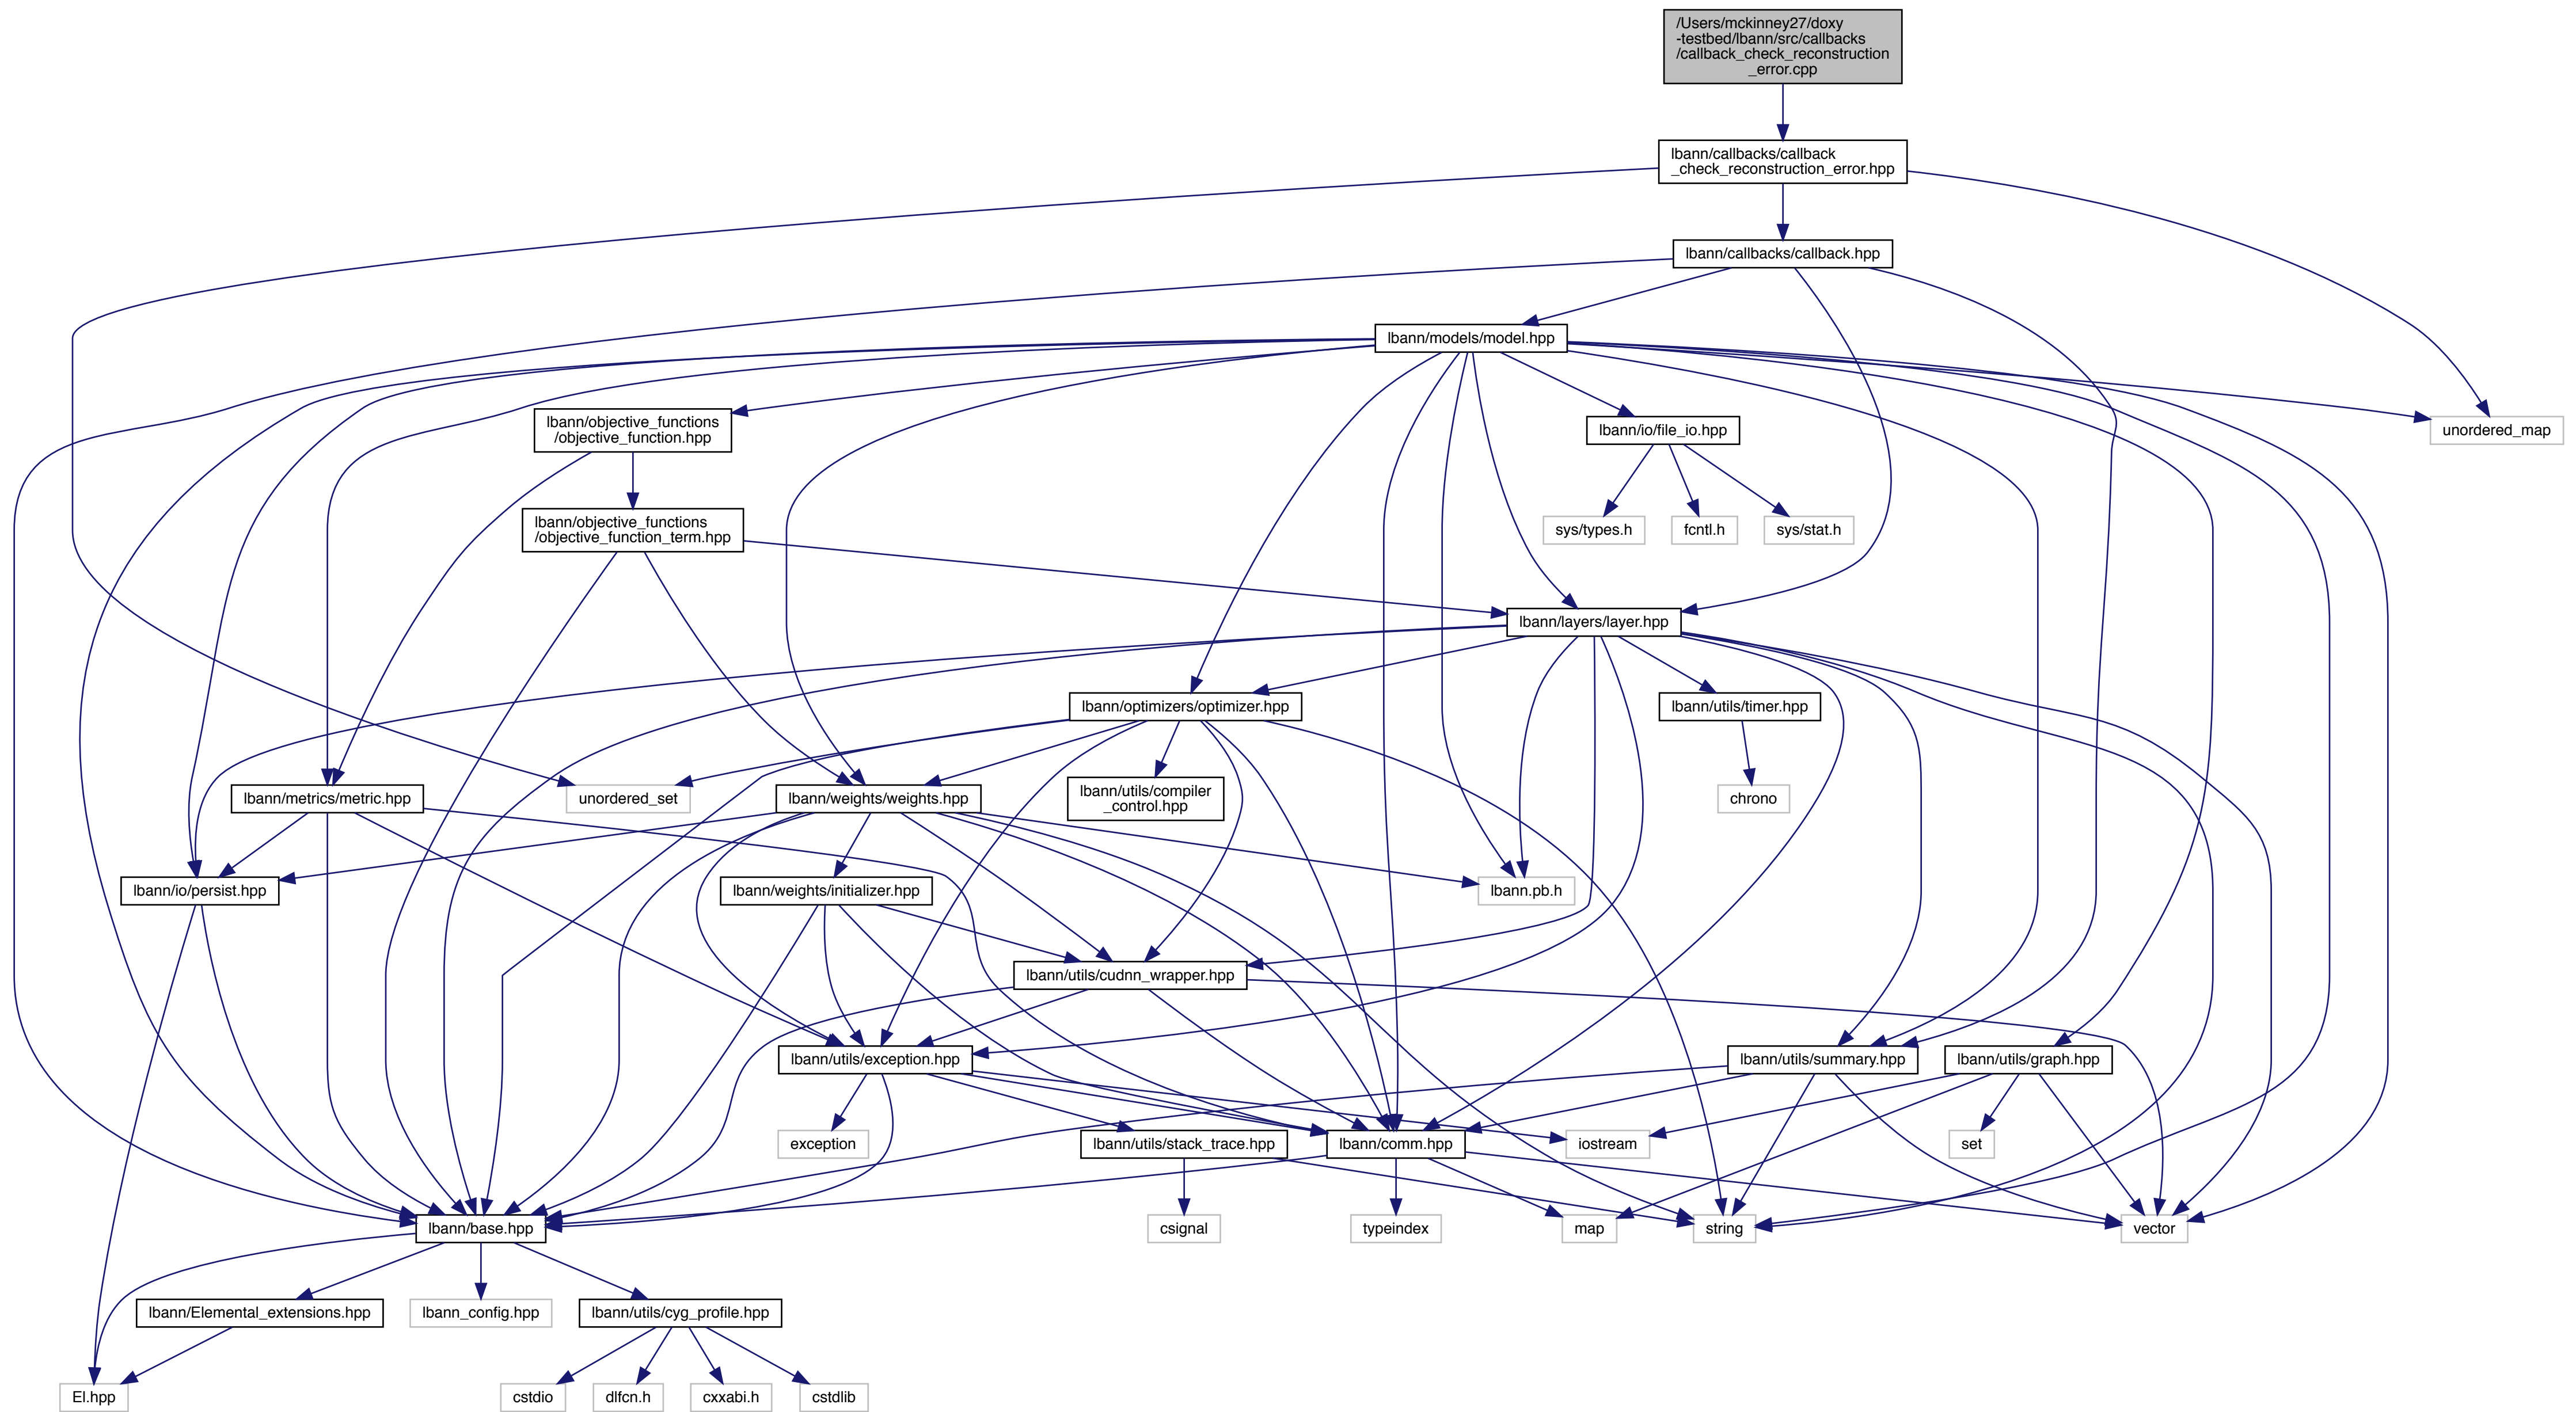 /Users/mckinney27/doxy
-testbed/lbann/src/callbacks
/callback_check_reconstruction
_error.cpp
lbann/callbacks/callback
_check_reconstruction_error.hpp
lbann/callbacks/callback.hpp
lbann/models/model.hpp
lbann/objective_functions
/objective_function.hpp
lbann/io/file_io.hpp
unordered_map
lbann/objective_functions
/objective_function_term.hpp
sys/types.h
fcntl.h
sys/stat.h
lbann/layers/layer.hpp
lbann/optimizers/optimizer.hpp
lbann/utils/timer.hpp
lbann/metrics/metric.hpp
unordered_set
lbann/weights/weights.hpp
lbann/utils/compiler
_control.hpp
chrono
lbann/io/persist.hpp
lbann/weights/initializer.hpp
lbann.pb.h
lbann/utils/cudnn_wrapper.hpp
lbann/utils/exception.hpp
lbann/utils/summary.hpp
lbann/utils/graph.hpp
exception
lbann/utils/stack_trace.hpp
lbann/comm.hpp
iostream
set
lbann/base.hpp
csignal
typeindex
map
string
vector
lbann/Elemental_extensions.hpp
lbann_config.hpp
lbann/utils/cyg_profile.hpp
El.hpp
cstdio
dlfcn.h
cxxabi.h
cstdlib